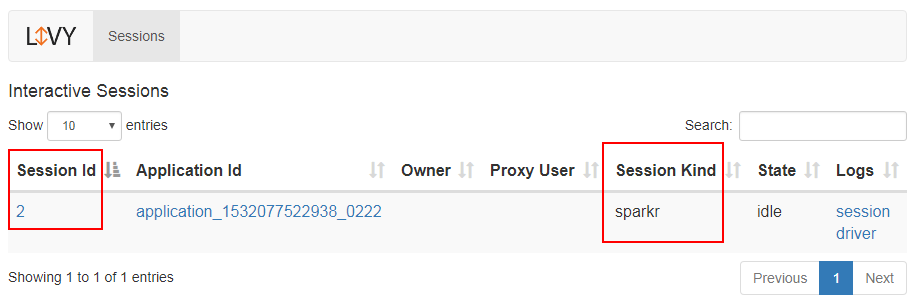 LIVY Sessions
Interactive Sessions
Show 10 entries Search:
Session Id Application Id Owner Proxy User Session Kind State Logs
2 application_1532077522938_0222 sparkr idle session
driver
Showing 1 to 1 of 1 entries Previous 1 Next